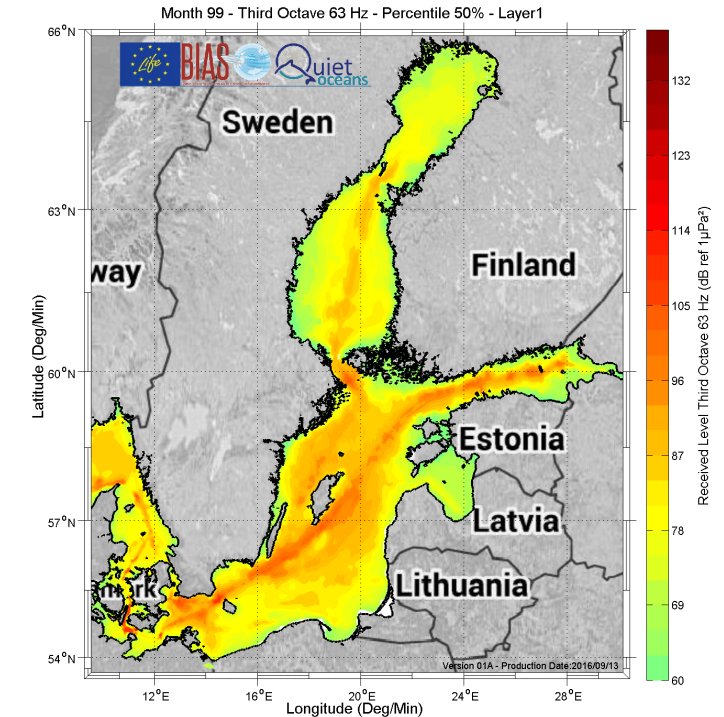 Month 99 - Third Octave 63 Hz - Percentile 50% - Layer1
66°N
63°N
60°N
57°N
54°N
Latitude (Deg/Min)
Life
BIAS
Quiet
oceans
Sweden
way
Finland
Estonia
Latvia
Lithuania
Version 01A - Production Date:2016/09/13
12°E
16°E
20°E
24°E
28°E
Longitude (Deg/Min)
132
123
114
105
96
87
78
69
60
Received Level Third Octave 63 Hz (dB ref 1µPa²)